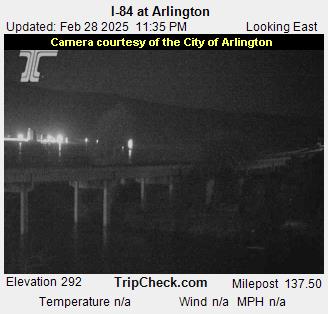 I-84 at Arlington
Updated: Feb 28 2025 11:35 PM Looking East
Camera courtesy of the City of Arlington
Elevation 292 TripCheck.com Milepost 137.50
Temperature n/a Wind n/a MPH n/a